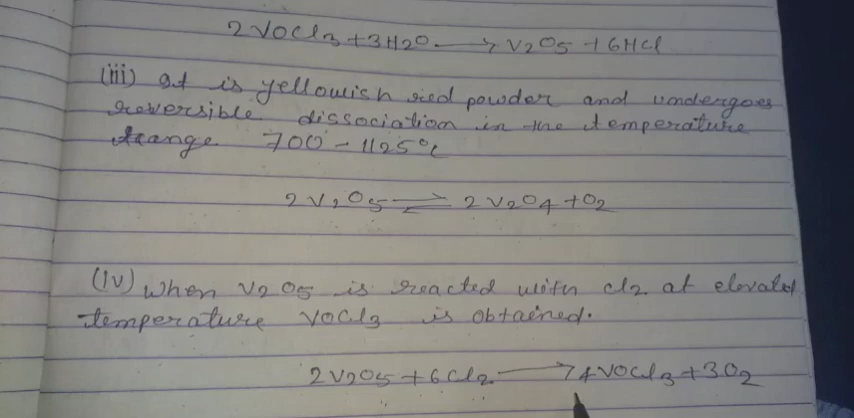 2VOCl3 + 3H2O → V2O5 + 6HCl
(iii) It is yellowish red powder and undergoes
reversible dissociation in the temperature
range 700 - 1125°C
2V2O5 ⇌ 2V2O4 + O2
(iv) When V2O5 is reacted with Cl2 at elevated
temperature VOCl3 is obtained.
2V2O5 + 6Cl2 → 4VOCl3 + 3O2